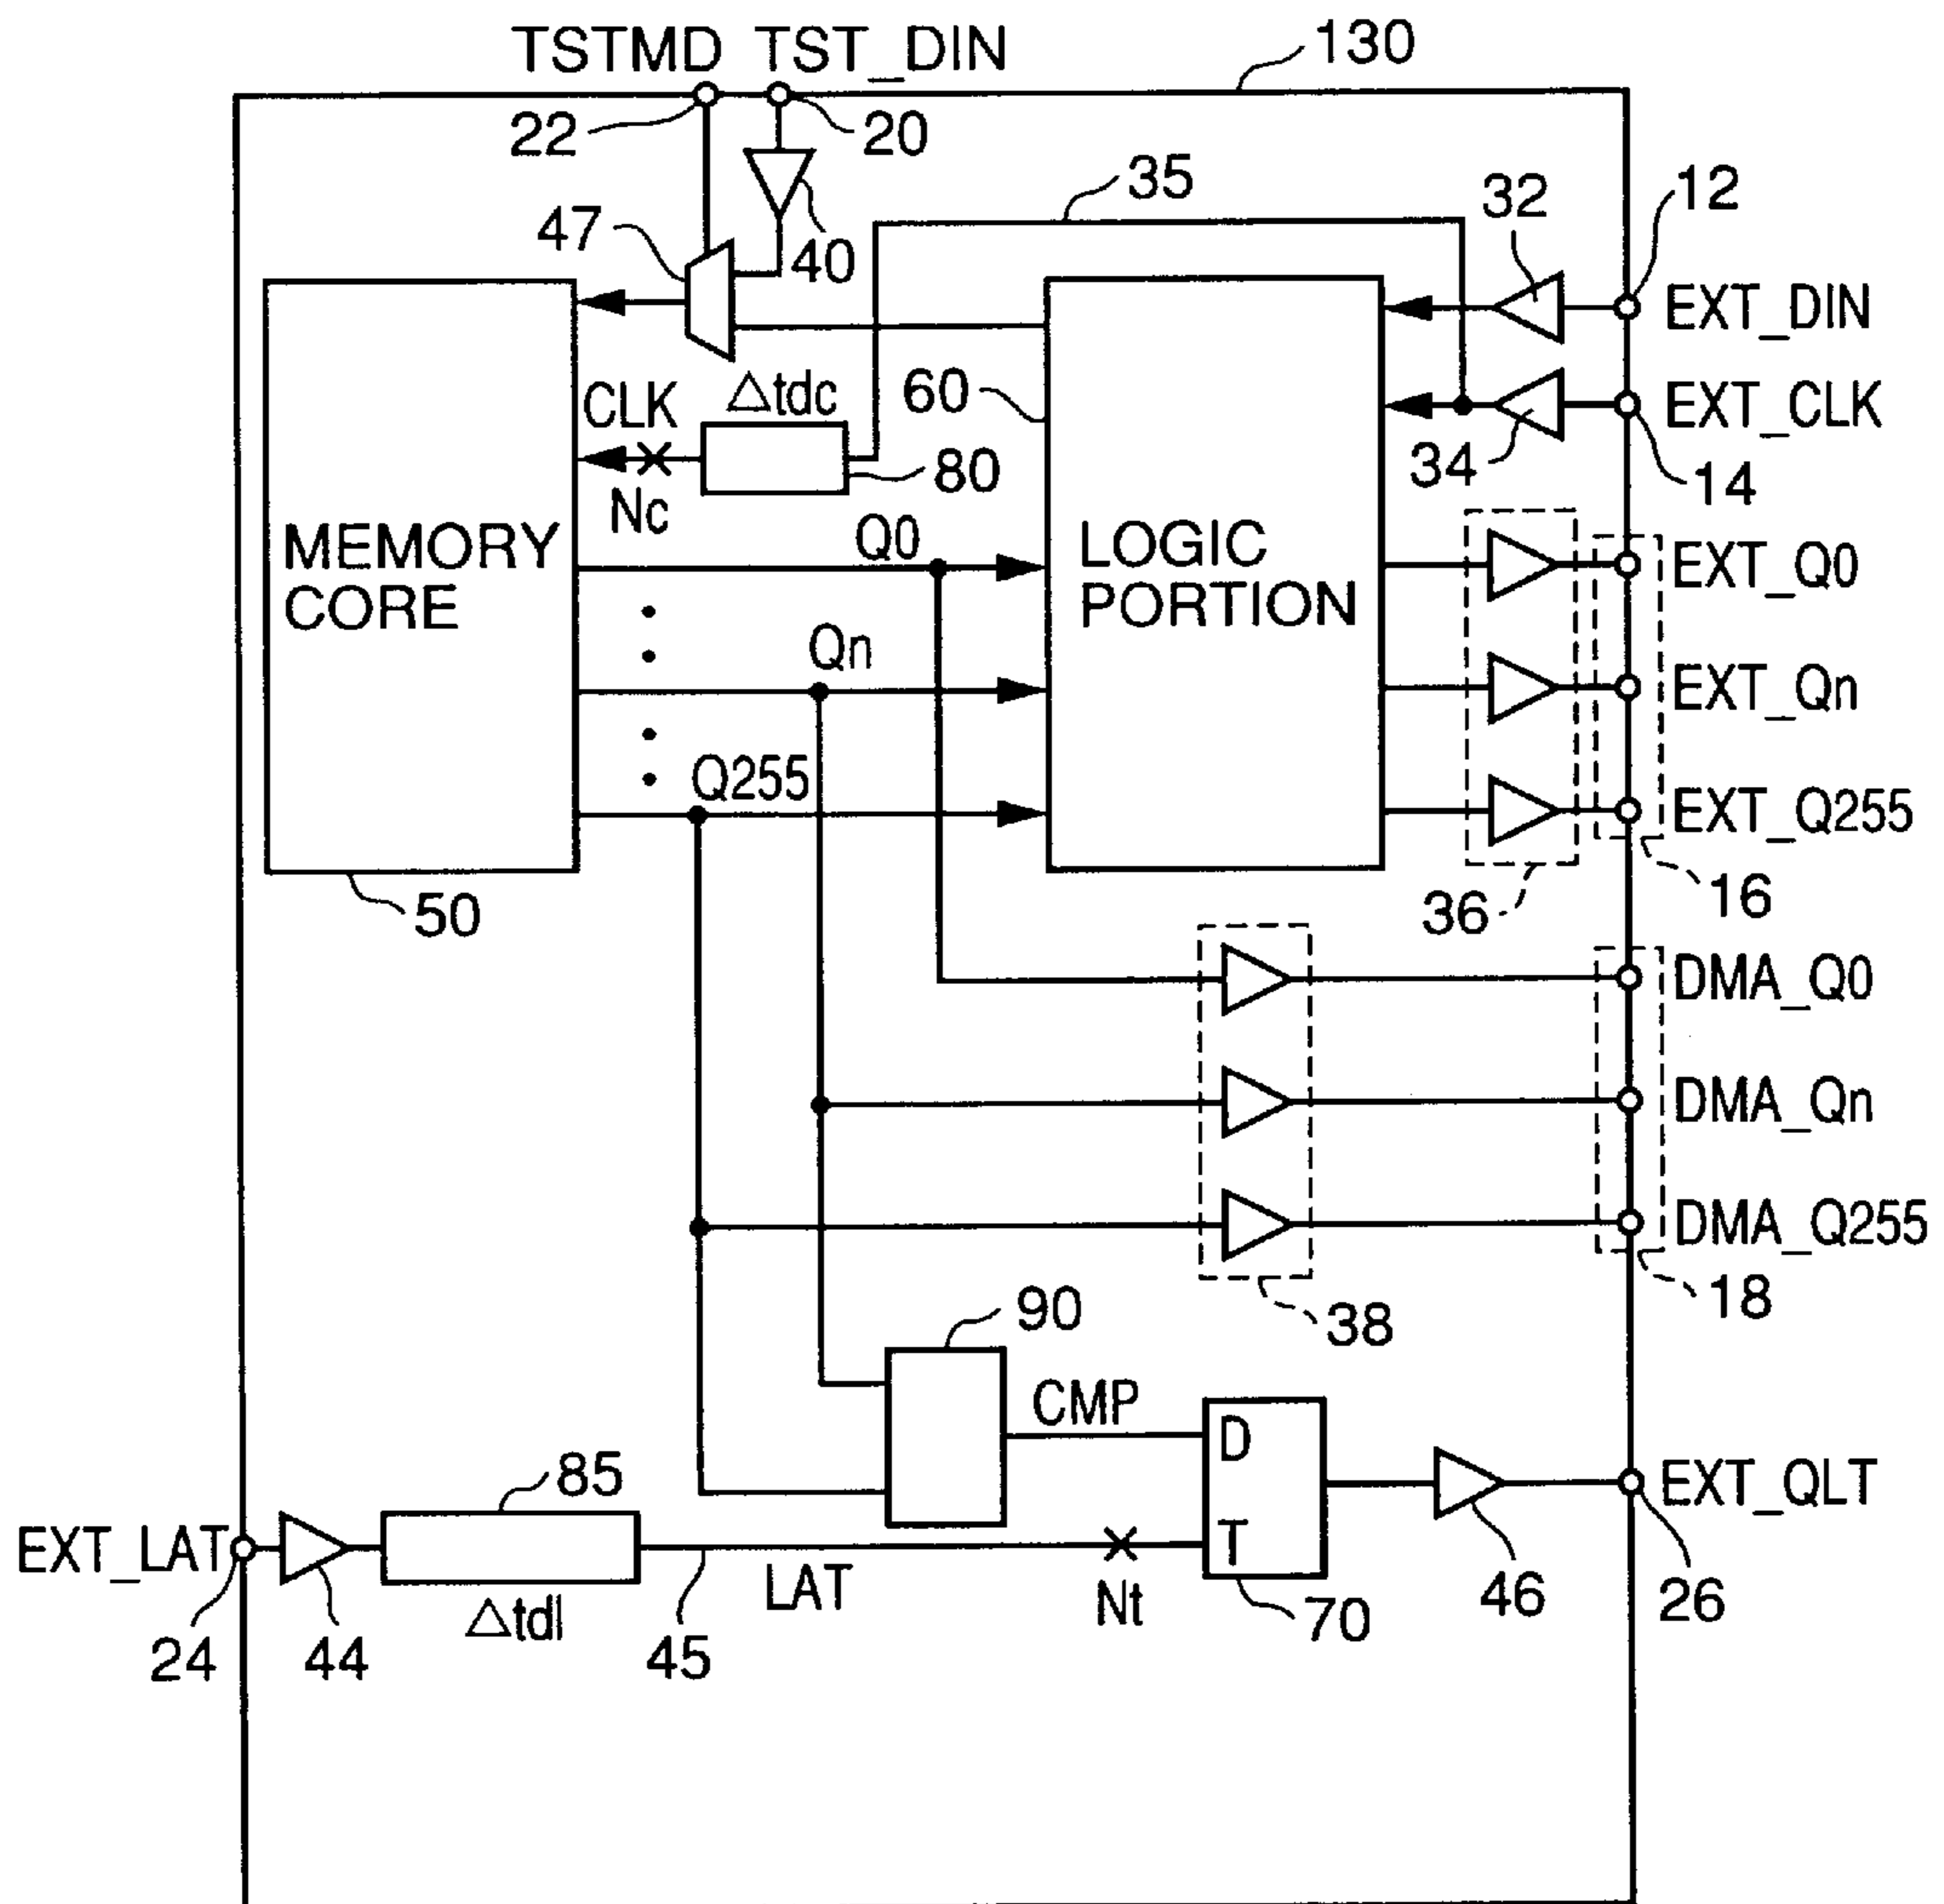 TSTMD TST_DIN
130
22
20
35
12
32
47
40
EXT_DIN
CLK
△tdc
60
EXT_CLK
34
80
14
Nc
Q0
MEMORY
CORE
LOGIC
PORTION
EXT_Q0
Qn
EXT_Qn
Q255
EXT_Q255
50
36
16
DMA_Q0
DMA_Qn
DMA_Q255
90
38
18
CMP
D
85
EXT_QLT
EXT_LAT
T
LAT
Nt
△tdl
46
26
24
44
45
70